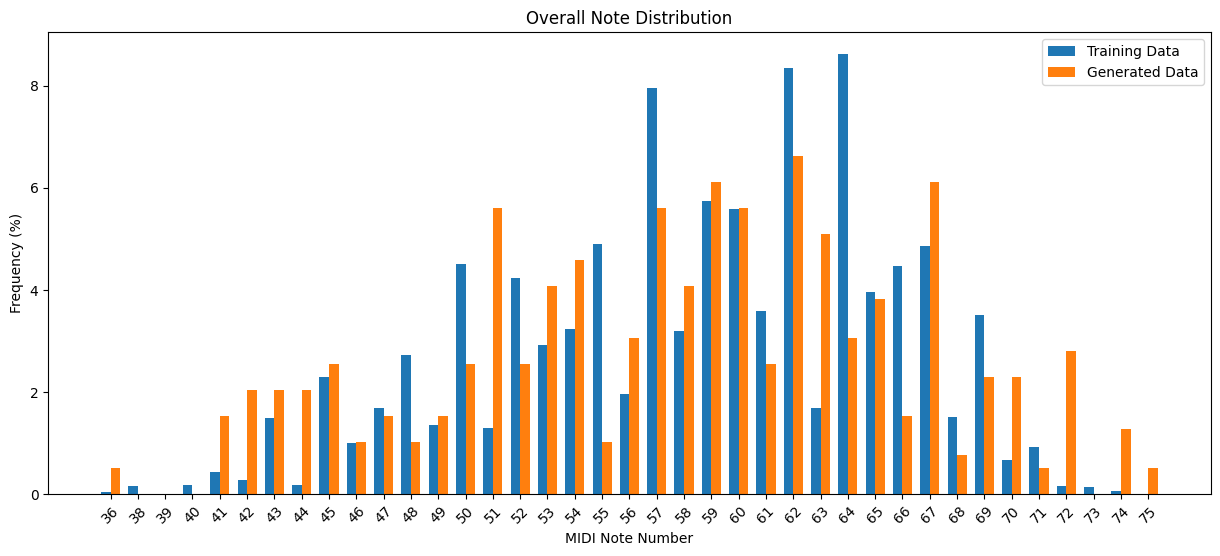 Overall Note Distribution
Training Data
Generated Data
Frequency (%)
8
6
4
2
0
36 38 39 40 41 42 43 44 45 46 47 48 49 50 51 52 53 54 55 56 57 58 59 60 61 62 63 64 65 66 67 68 69 70 71 72 73 74 75
MIDI Note Number